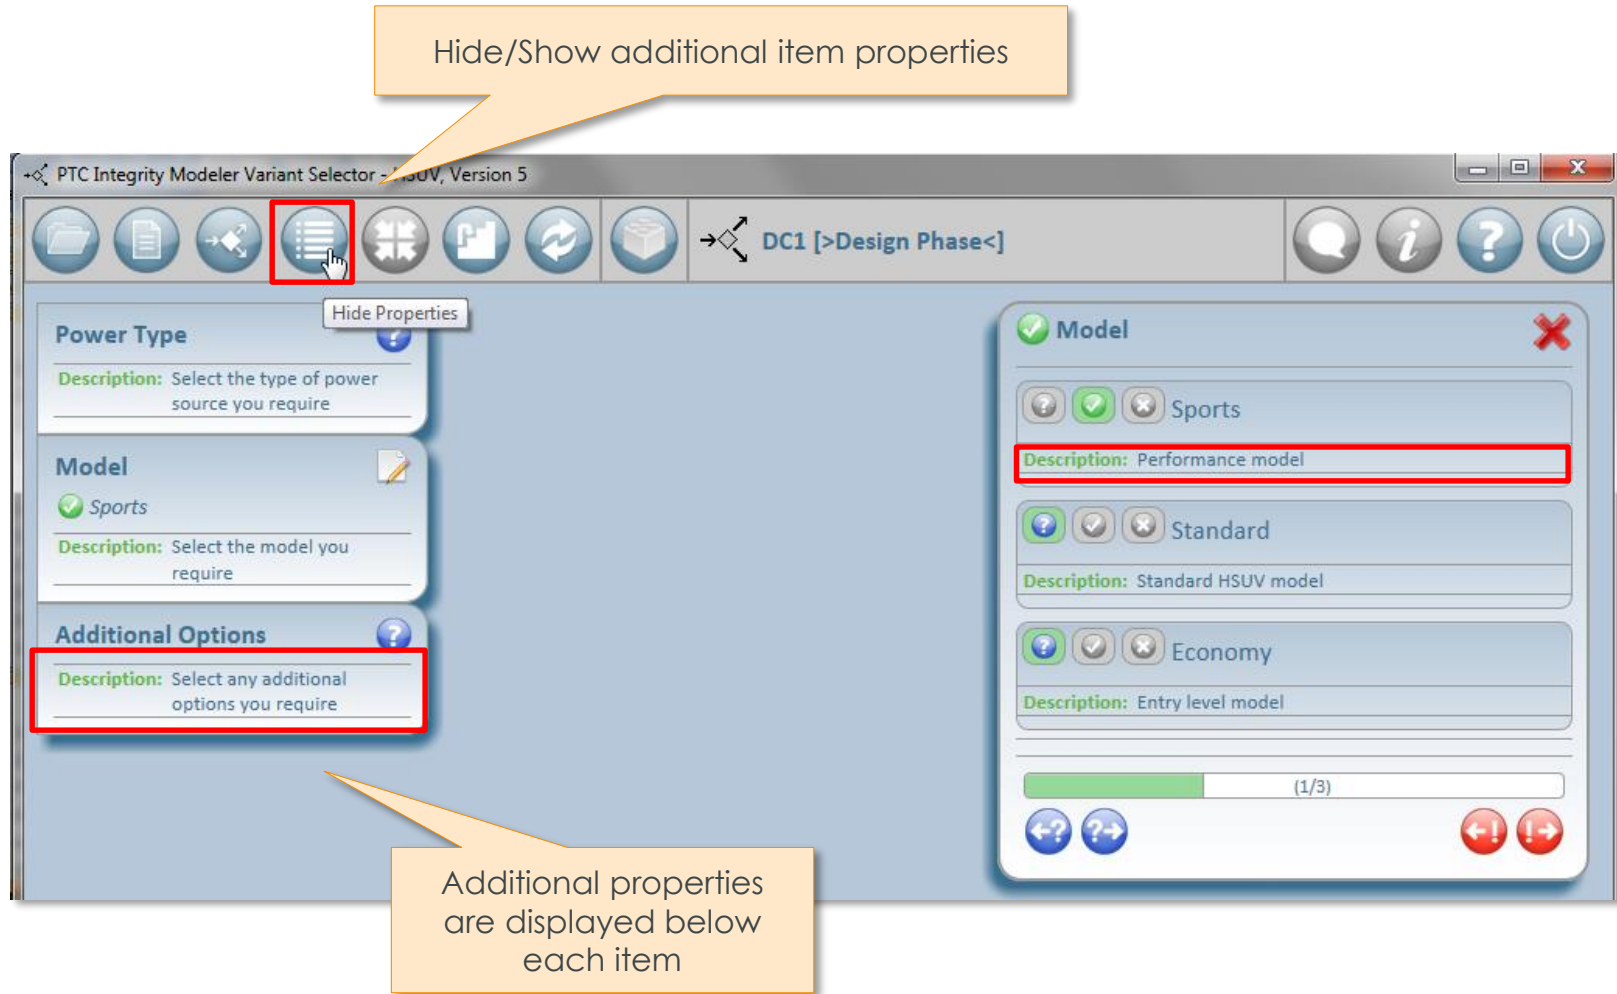 Hide/Show additional item properties
PTC Integrity Modeler Variant Selector - HSUV, Version 5
DC1 [>Design Phase<]
Hide Properties
Power Type
Description: Select the type of power
source you require
Model
Sports
Description: Select the model you
require
Additional Options
Description: Select any additional
options you require
Model
Sports
Description: Performance model
Standard
Description: Standard HSUV model
Economy
Description: Entry level model
(1/3)
Additional properties
are displayed below
each item